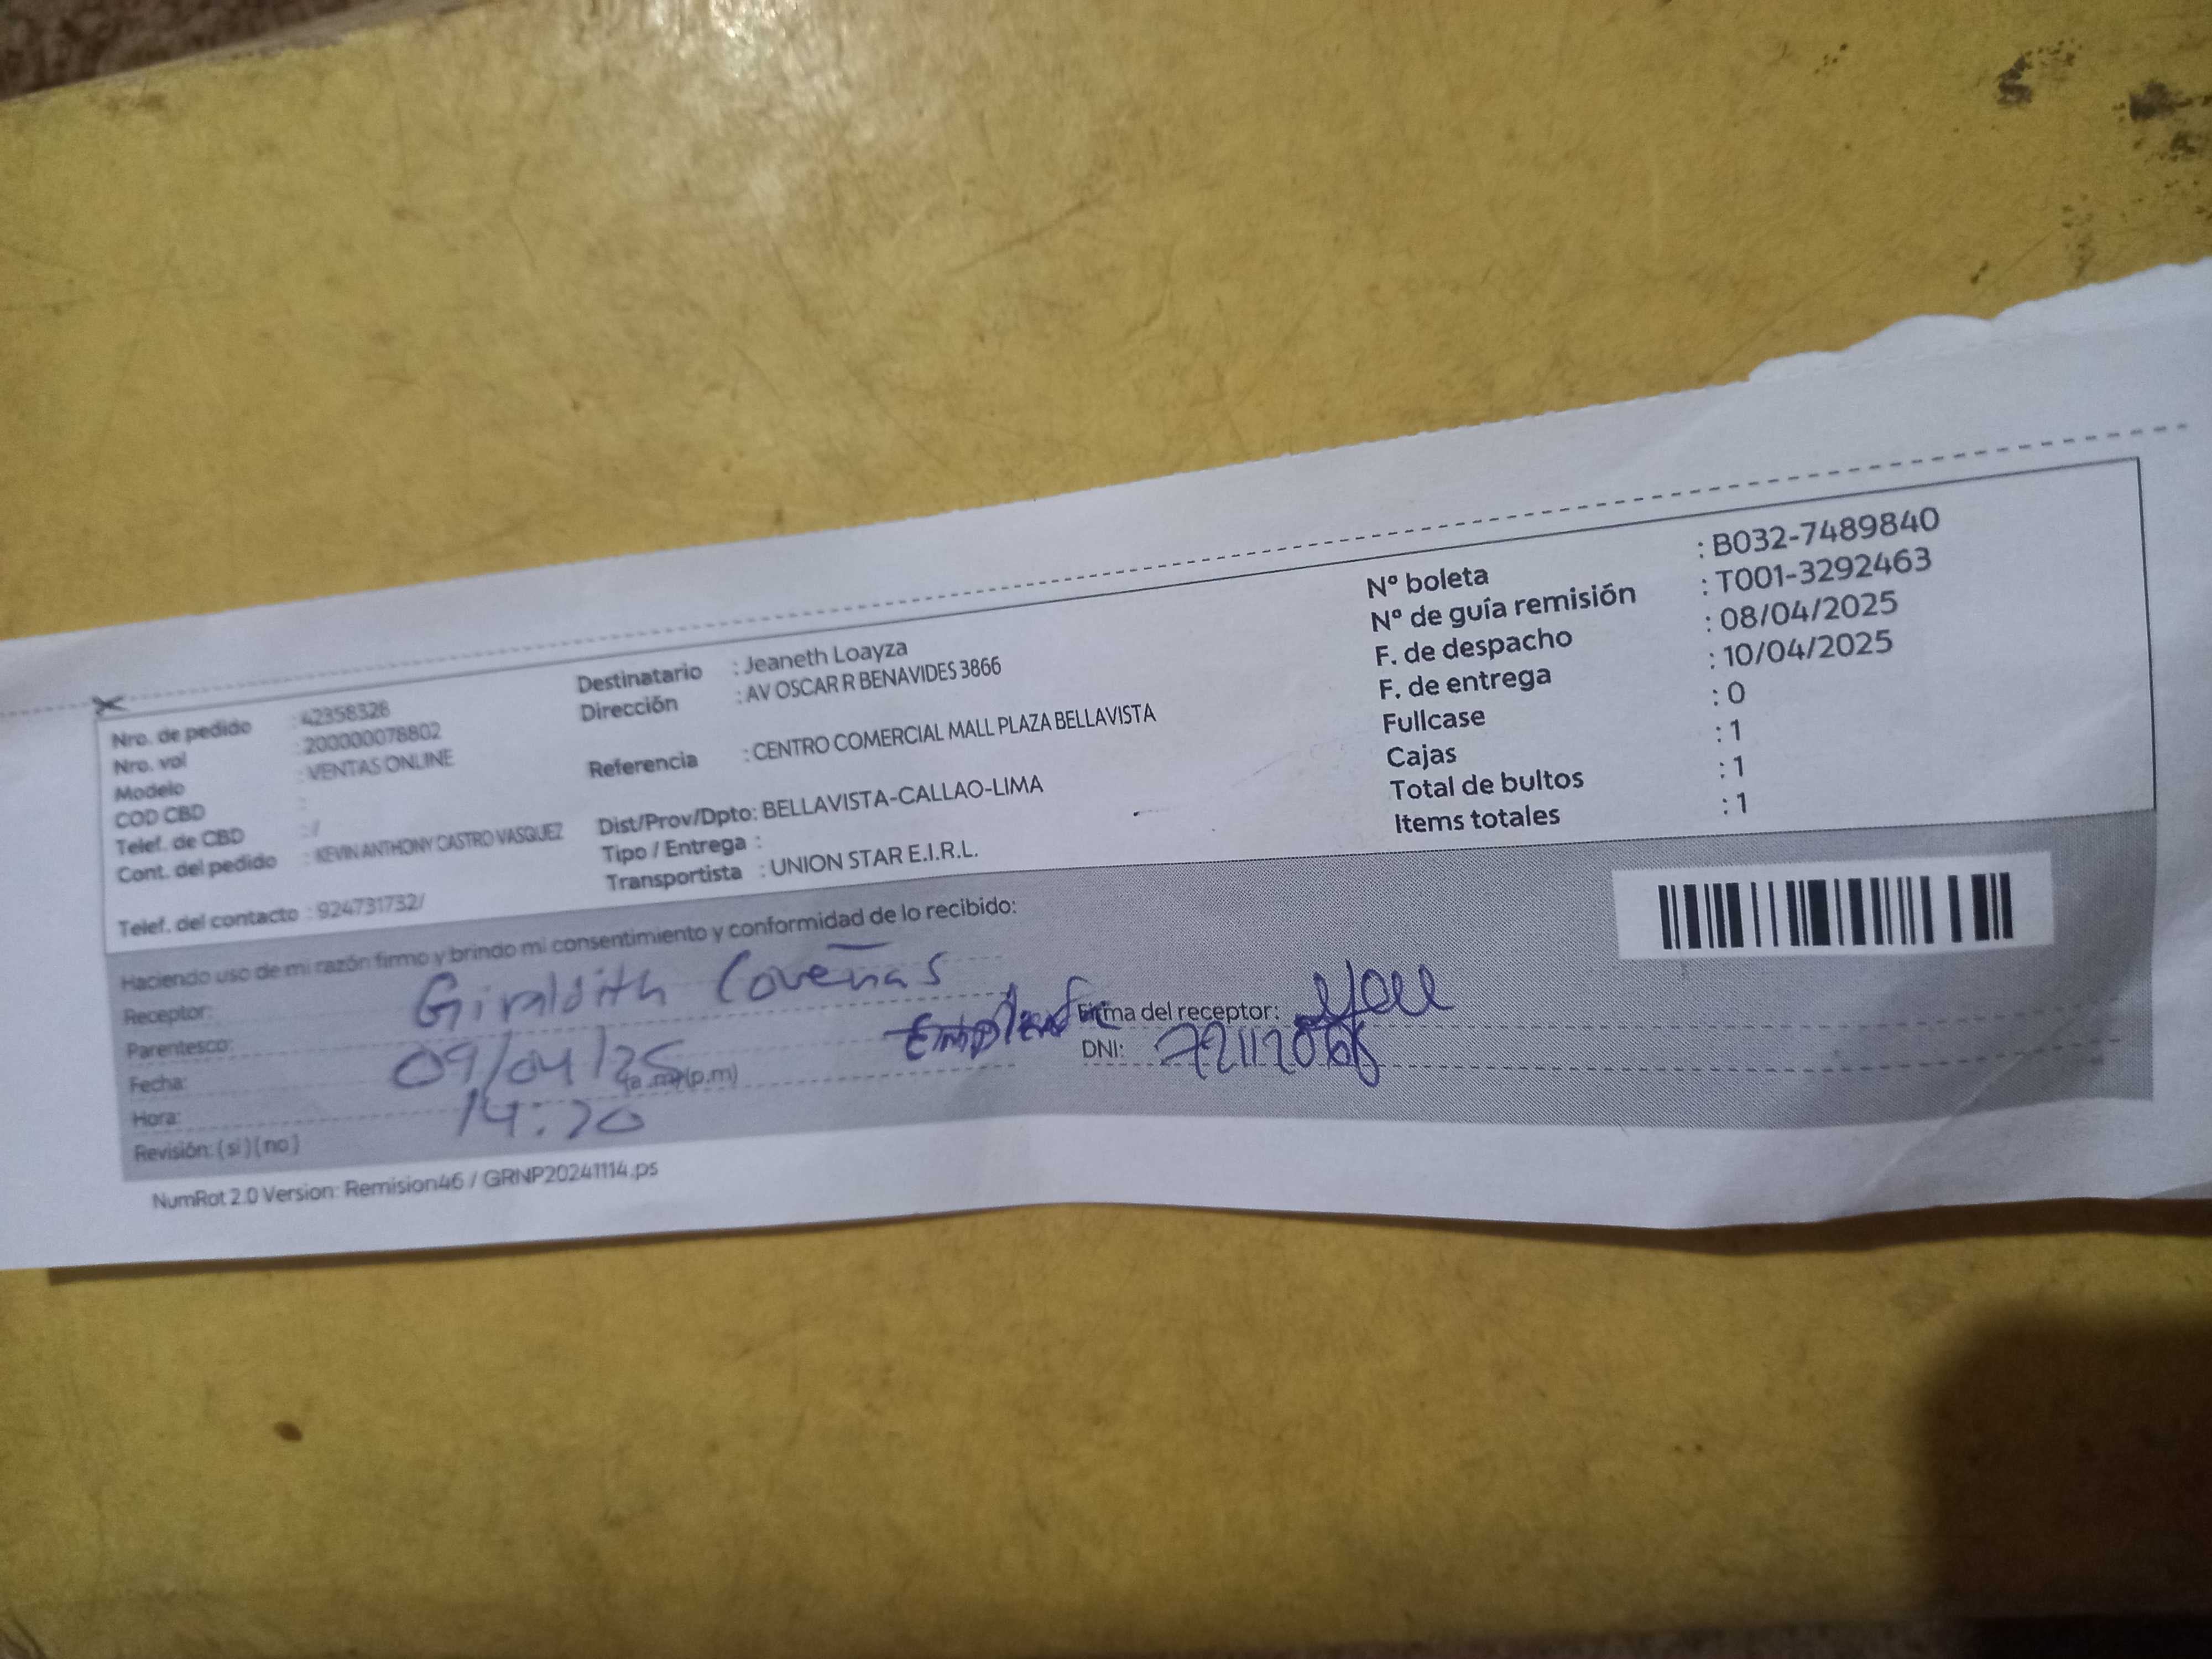 Nro. de pedido : 42358328
Nro. vol : 200000078802
Modelo : VENTAS ONLINE
COD CBD :
Telef. de CBD : /
Cont. del pedido : KEVIN ANTHONY CASTRO VASQUEZ
Telef. del contacto : 924731732/
Destinatario : Jeaneth Loayza
Dirección : AV OSCAR R BENAVIDES 3866
Referencia : CENTRO COMERCIAL MALL PLAZA BELLAVISTA
Dist/Prov/Dpto: BELLAVISTA-CALLAO-LIMA
Tipo / Entrega :
Transportista : UNION STAR E.I.R.L.
Nº boleta : B032-7489840
Nº de guía remisión : T001-3292463
F. de despacho : 08/04/2025
F. de entrega : 10/04/2025
Fullcase : 0
Cajas : 1
Total de bultos : 1
Items totales : 1
Haciendo uso de mi razón firmo y brindo mi consentimiento y conformidad de lo recibido:
Receptor: Giraldith Coveñas
Parentesco:
Fecha: 09/04/25
(a.m)(p.m)
Hora: 14:20
Revisión: (si) (no)
Firma del receptor:
DNI:
NumRot 2.0 Version: Remision46 / GRNP20241114.ps